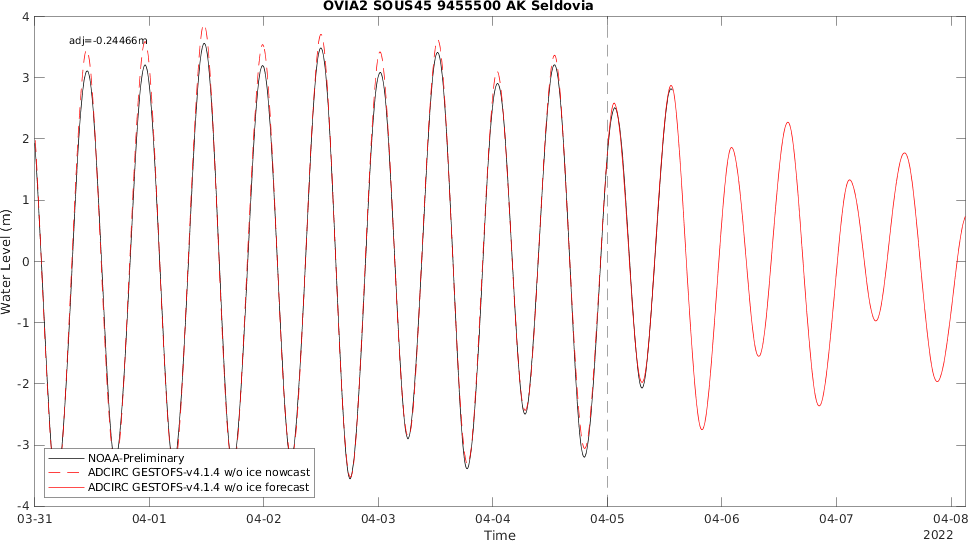 OVIA2 SOUS45 9455500 AK Seldovia
adj=-0.24466m
4
3
2
1
0
-1
-2
-3
-4
Water Level (m)
NOAA-Preliminary
ADCIRC GESTOFS-v4.1.4 w/o ice nowcast
ADCIRC GESTOFS-v4.1.4 w/o ice forecast
03-31 04-01 04-02 04-03 04-04 04-05 04-06 04-07 04-08
Time
2022